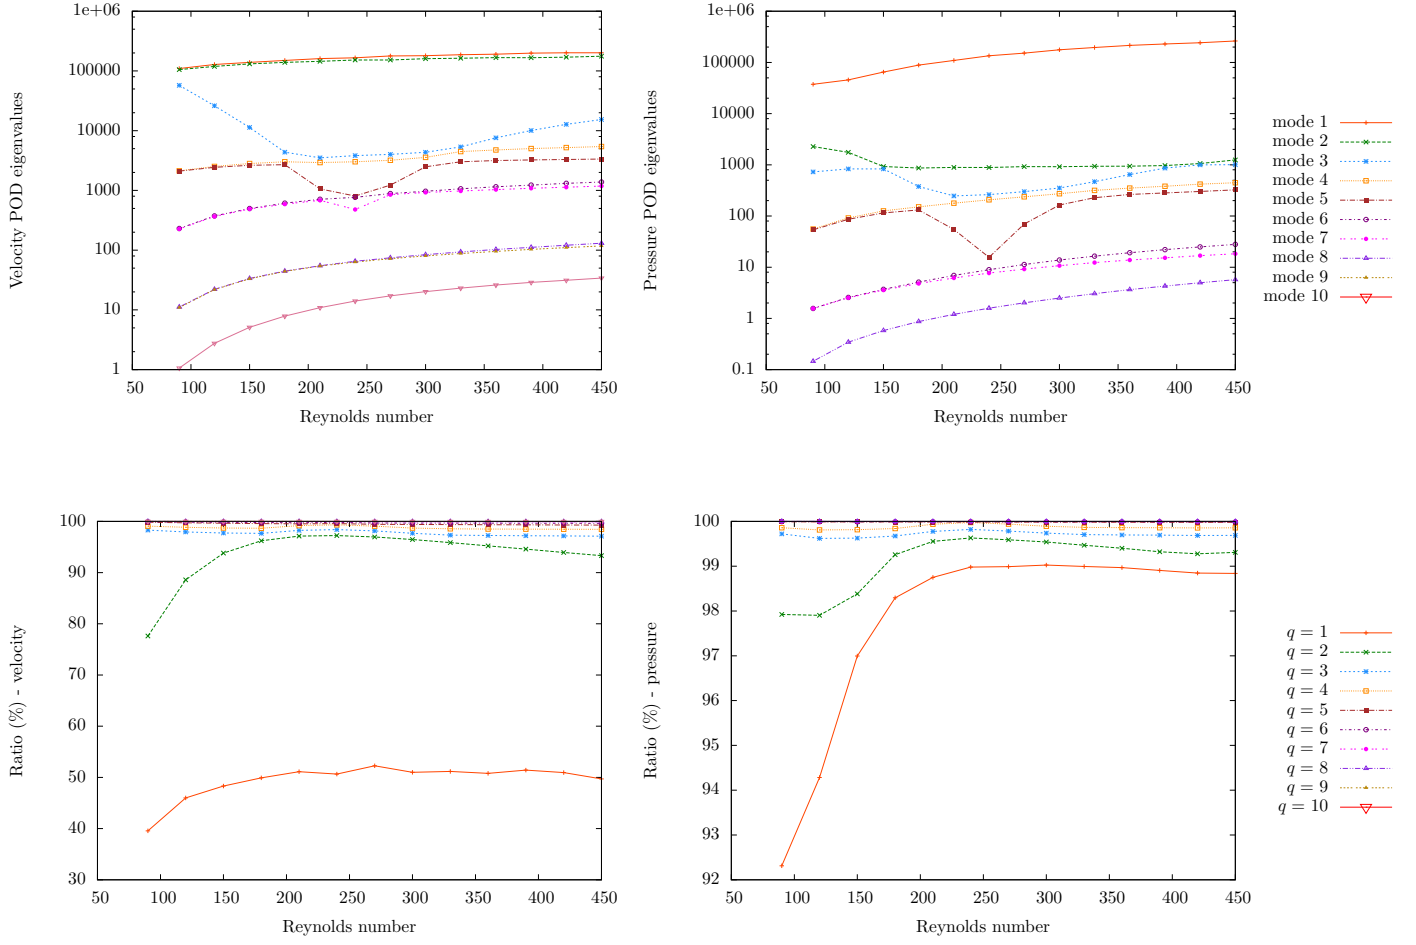 1e+06
100000
10000
1000
100
10
1
50 100 150 200 250 300 350 400 450
Velocity POD eigenvalues
Reynolds number
1e+06
100000
10000
1000
100
10
1
0.1
50 100 150 200 250 300 350 400 450
Pressure POD eigenvalues
Reynolds number
mode 1
mode 2
mode 3
mode 4
mode 5
mode 6
mode 7
mode 8
mode 9
mode 10
100
90
80
70
60
50
40
30
50 100 150 200 250 300 350 400 450
Ratio (%) - velocity
Reynolds number
100
99
98
97
96
95
94
93
92
50 100 150 200 250 300 350 400 450
Ratio (%) - pressure
Reynolds number
q = 1
q = 2
q = 3
q = 4
q = 5
q = 6
q = 7
q = 8
q = 9
q = 10